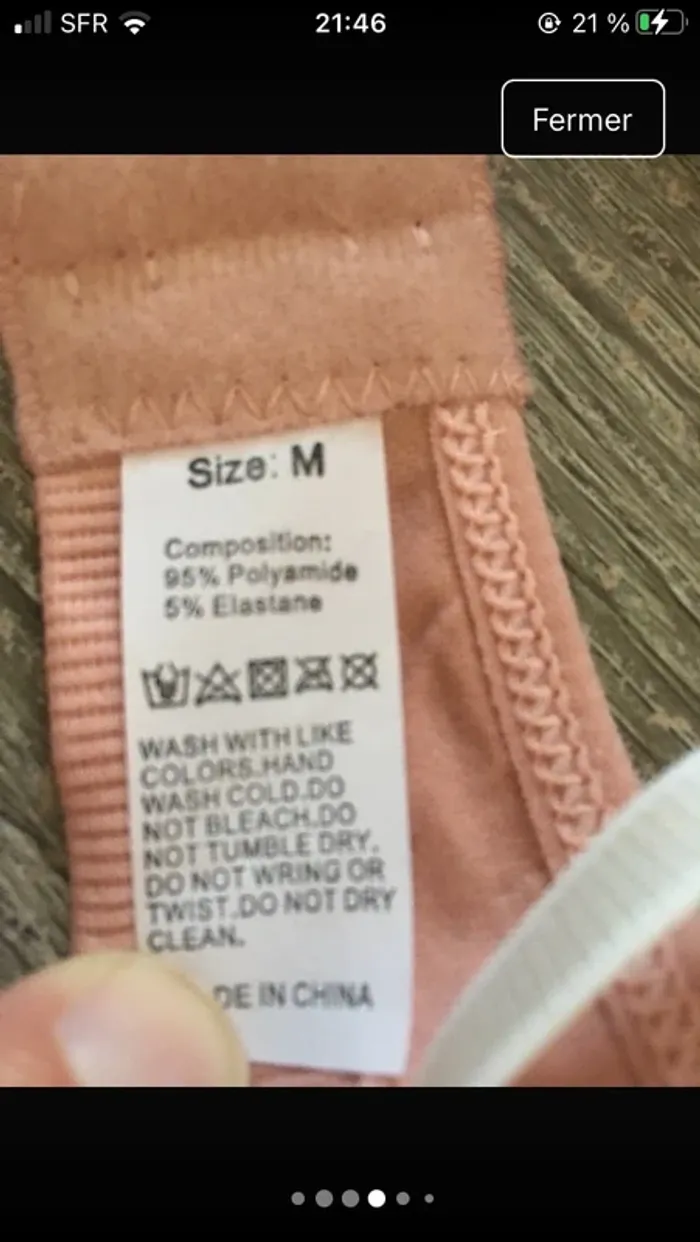 SFR
21:46
21 %
Fermer
Size: M
Composition:
95% Polyamide
5% Elastane
WASH WITH LIKE
COLORS.HAND
WASH COLD.DO
NOT BLEACH.DO
NOT TUMBLE DRY.
DO NOT WRING OR
TWIST.DO NOT DRY
CLEAN.
DE IN CHINA